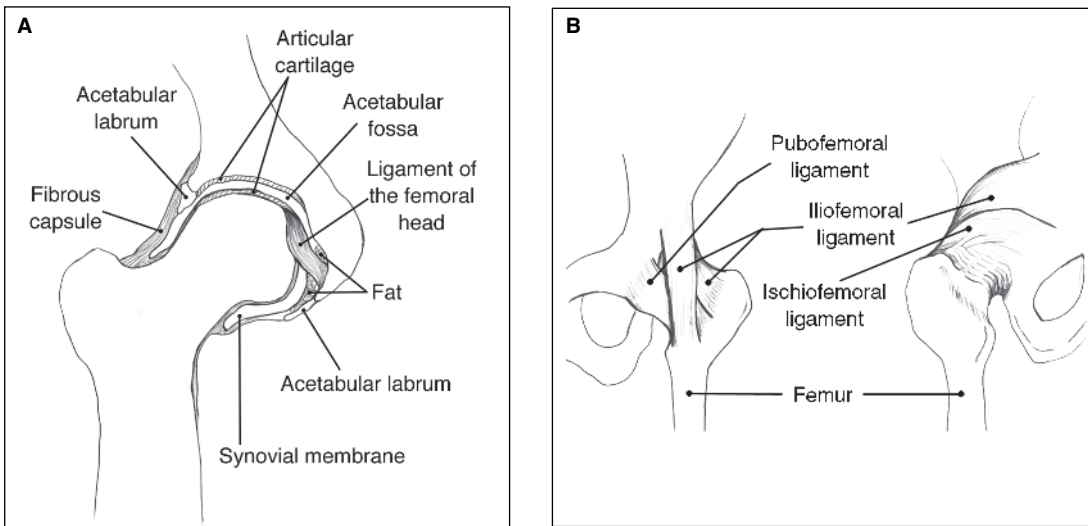 A
Articular
cartilage
Acetabular
labrum
Acetabular
fossa
Ligament of
the femoral
head
Fibrous
capsule
Fat
Acetabular labrum
Synovial membrane
B
Pubofemoral
ligament
Iliofemoral
ligament
Ischiofemoral
ligament
Femur